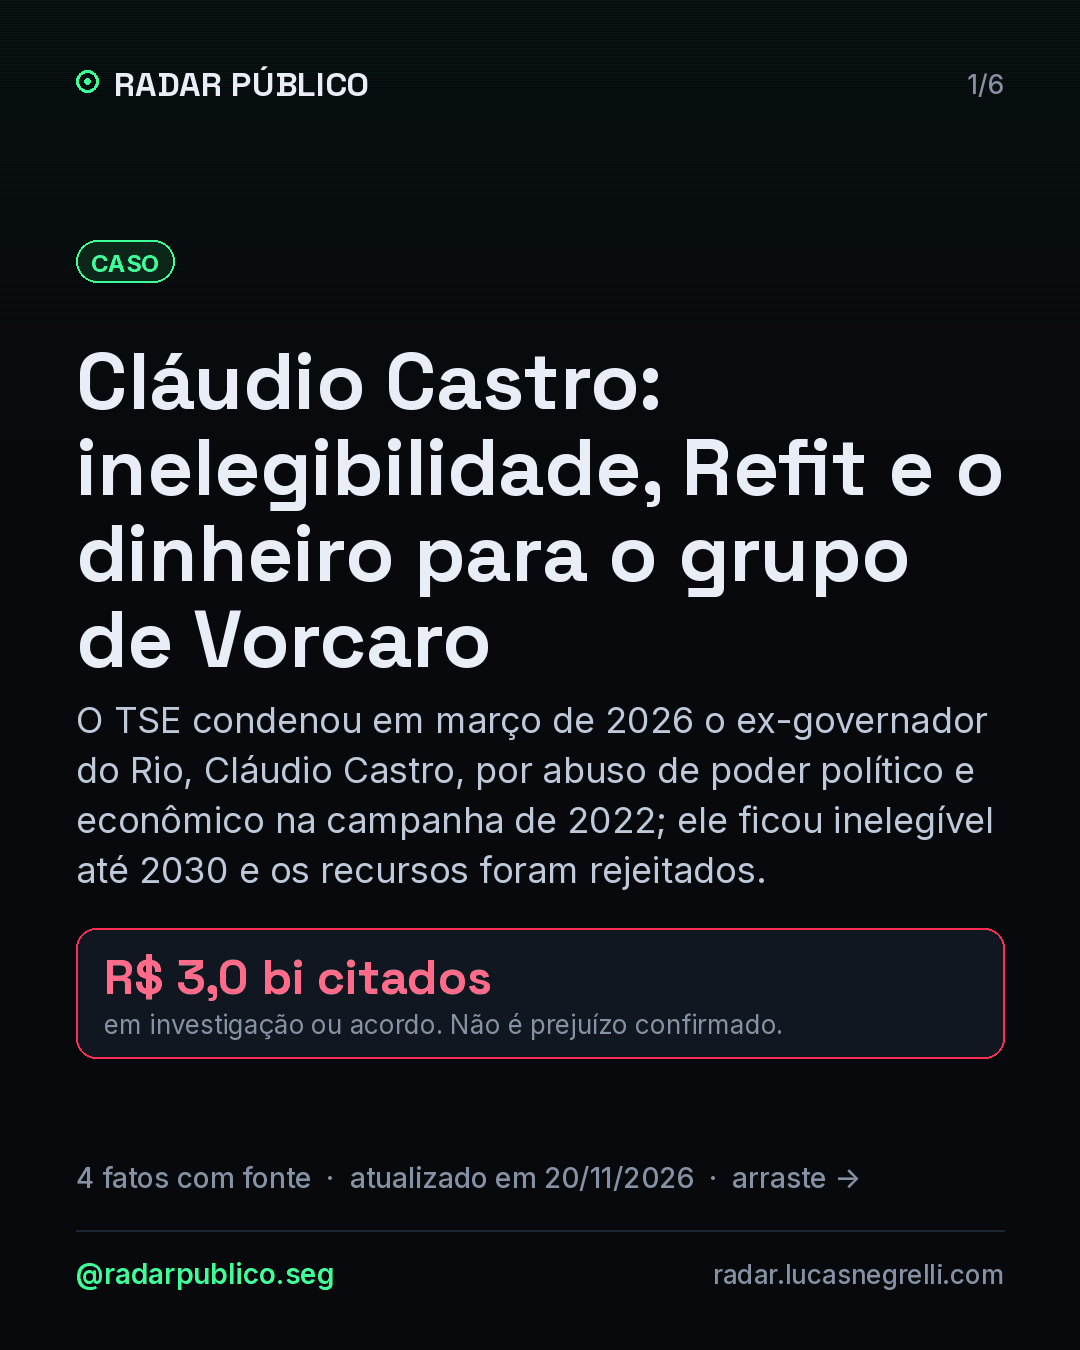 RADAR PÚBLICO
1/6
CASO
Cláudio Castro:
inelegibilidade, Refit e o
dinheiro para o grupo
de Vorcaro
O TSE condenou em março de 2026 o ex-governador
do Rio, Cláudio Castro, por abuso de poder político e
econômico na campanha de 2022; ele ficou inelegível
até 2030 e os recursos foram rejeitados.
R$ 3,0 bi citados
em investigação ou acordo. Não é prejuízo confirmado.
4 fatos com fonte · atualizado em 20/11/2026 · arraste →
@radarpublico.seg
radar.lucasnegrelli.com